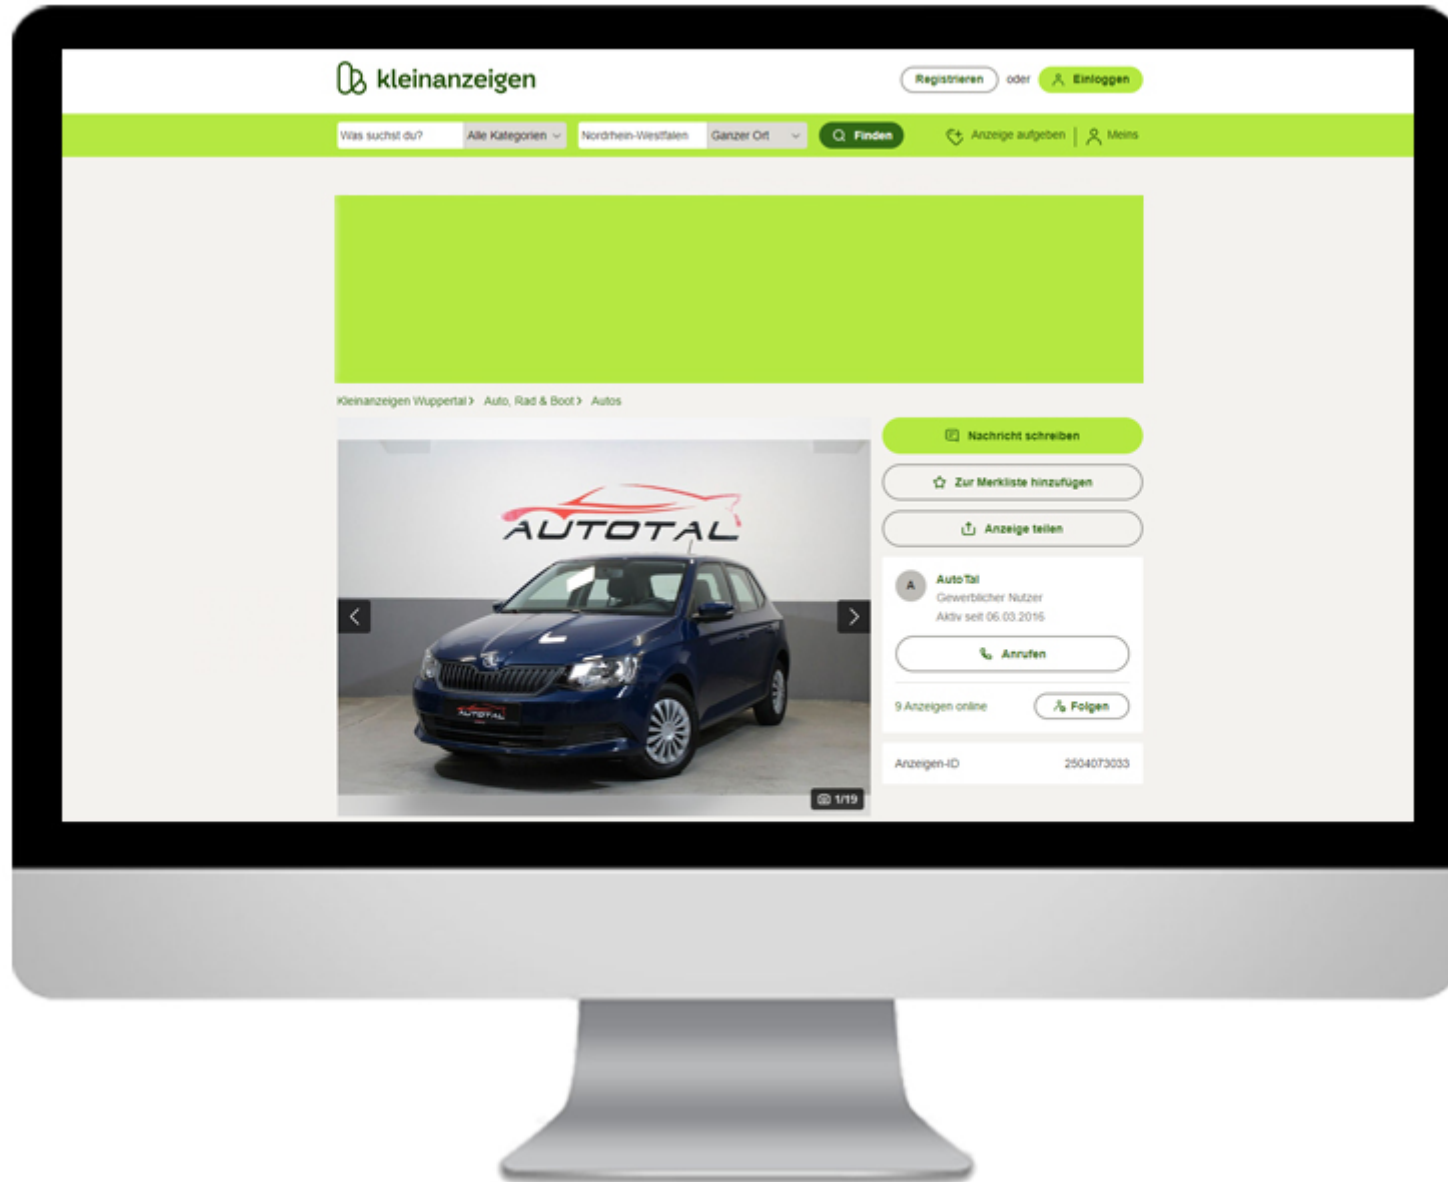 kleinanzeigen
Registrieren oder Einloggen
Was suchst du? Alle Kategorien Nordrhein-Westfalen Ganzer Ort Finden Anzeige aufgeben Meins
Kleinanzeigen Wuppertal > Auto, Rad & Boot > Autos
Nachricht schreiben
Zur Merkliste hinzufügen
Anzeige teilen
AUTOTAL
A
AutoTal
Gewerblicher Nutzer
Aktiv seit 06.03.2016
Anrufen
9 Anzeigen online Folgen
AUTOTAL
Anzeigen-ID 2504073033
1/19